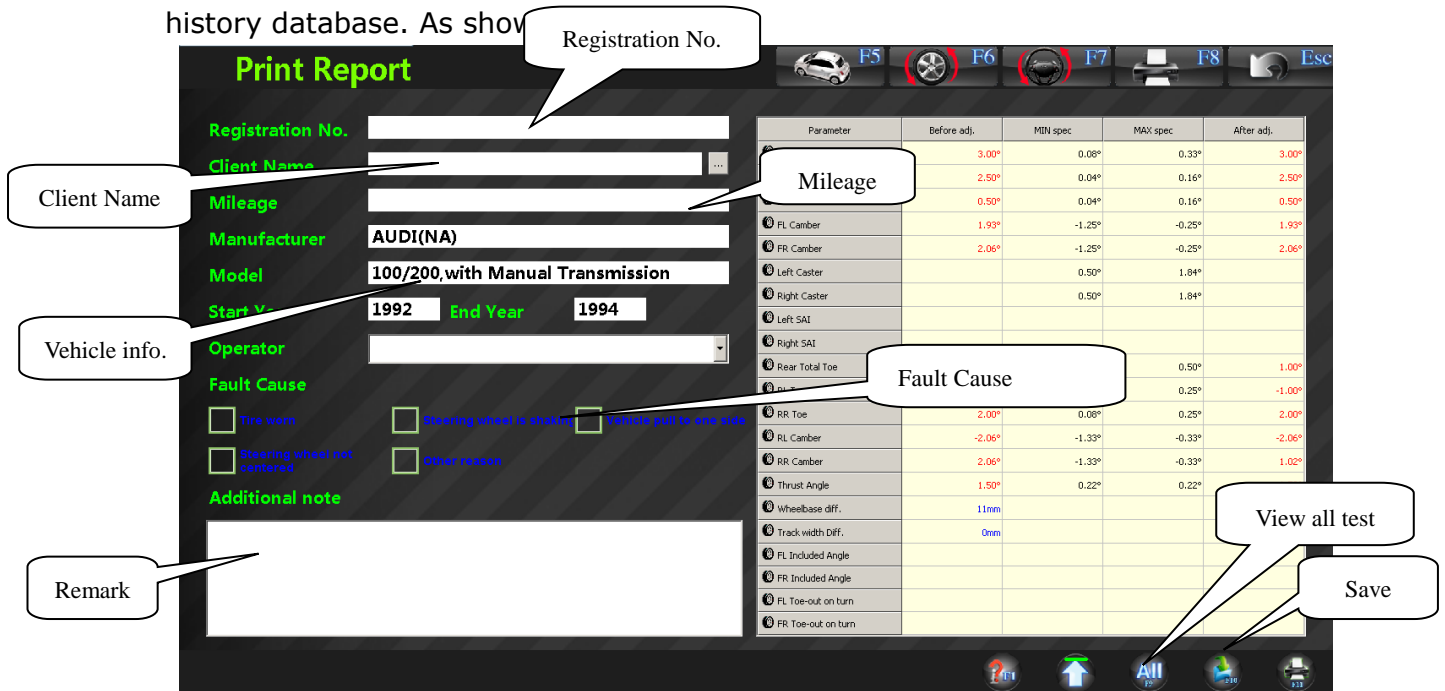 history database. As show
Registration No.
Print Report
F5
F6
F7
F8
Esc
Registration No.
Client Name
...
Mileage
Manufacturer
AUDI(NA)
Model
100/200,with Manual Transmission
1992
End Year
1994
Operator
Fault Cause
Tire worn
Steering wheel is shaking
Vehicle pull to one side
Steering wheel not
centered
Other reason
Additional note
Client Name
Vehicle info.
Remark
Mileage
Fault Cause
View all test
Save
Parameter Before adj. MIN spec MAX spec After adj.
3.00° 0.08° 0.33° 3.00°
2.50° 0.04° 0.16° 2.50°
0.50° 0.04° 0.16° 0.50°
FL Camber 1.93° -1.25° -0.25° 1.93°
FR Camber 2.06° -1.25° -0.25° 2.06°
Left Caster 0.50° 1.84°
Right Caster 0.50° 1.84°
Left SAI
Right SAI
Rear Total Toe 0.50° 1.00°
0.25° -1.00°
RR Toe 2.00° 0.08° 0.25° 2.00°
RL Camber -2.06° -1.33° -0.33° -2.06°
RR Camber 2.06° -1.33° -0.33° 1.02°
Thrust Angle 1.50° 0.22° 0.22°
Wheelbase diff. 11mm
Track width Diff. 0mm
FL Included Angle
FR Included Angle
FL Toe-out on turn
FR Toe-out on turn
F1
All
F9
F10
F11